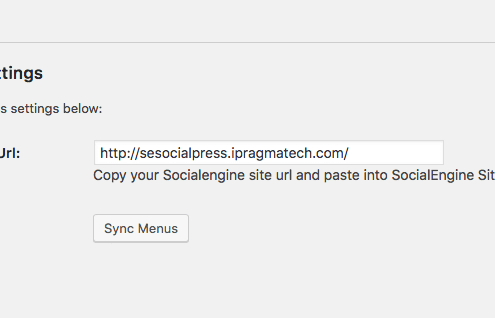 ttings
s settings below:
Url: http://sesocialpress.ipragmatech.com/
Copy your Socialengine site url and paste into SocialEngine Sit
Sync Menus